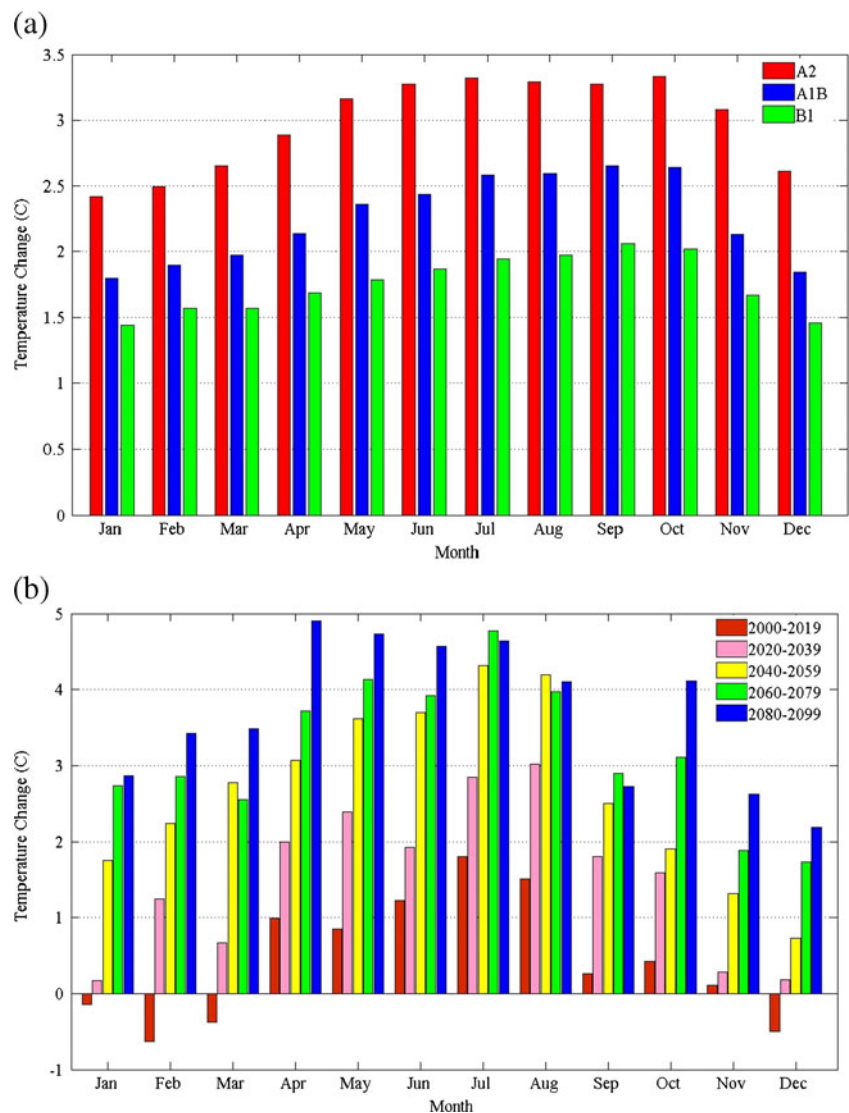 (a)
3.5
3
2.5
2
1.5
1
0.5
0
Temperature Change (C)
A2
A1B
B1
Jan Feb Mar Apr May Jun Jul Aug Sep Oct Nov Dec
Month
(b)
5
4
3
2
1
0
-1
Temperature Change (C)
2000-2019
2020-2039
2040-2059
2060-2079
2080-2099
Jan Feb Mar Apr May Jun Jul Aug Sep Oct Nov Dec
Month